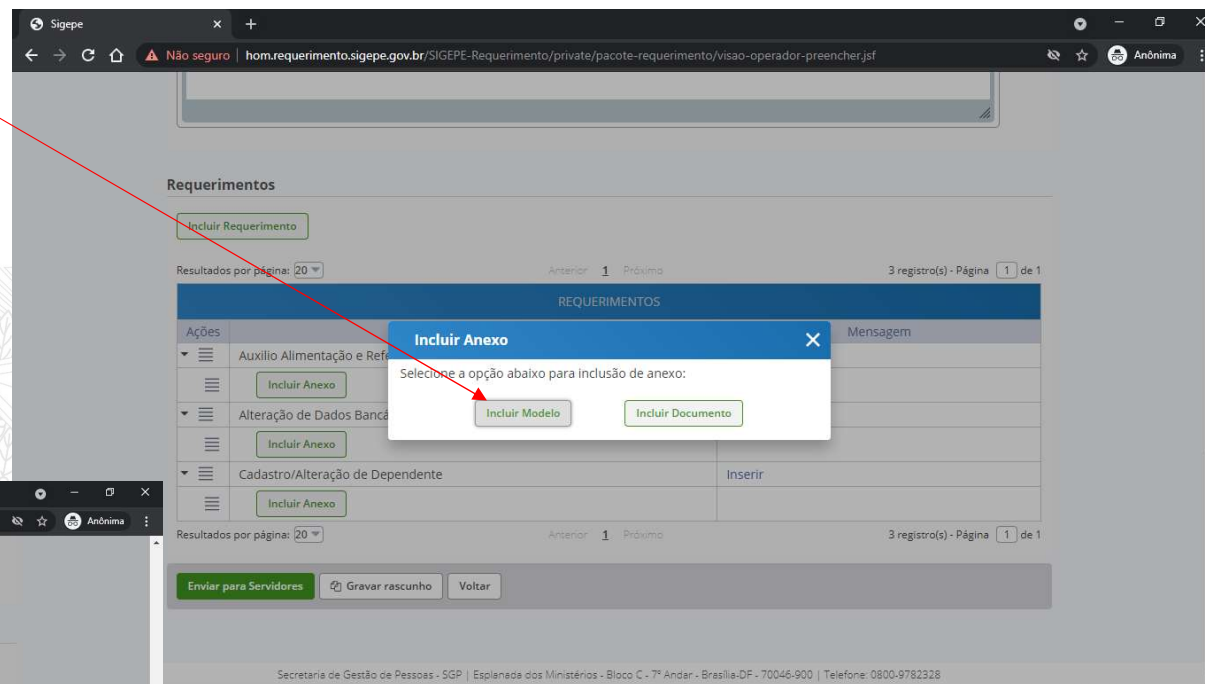 Sigepe
Não seguro | hom.requerimento.sigepe.gov.br/SIGEPE-Requerimento/private/pacote-requerimento/visao-operador-preencher.jsf
Anônima
Requerimentos
Incluir Requerimento
Resultados por página: 20
Anterior 1 Próximo
3 registro(s) - Página 1 de 1
REQUERIMENTOS
Ações
Mensagem
Auxilio Alimentação e Refe
Incluir Anexo
Alteração de Dados Bancá
Incluir Anexo
Cadastro/Alteração de Dependente
Inserir
Incluir Anexo
Incluir Anexo
Selecione a opção abaixo para inclusão de anexo:
Incluir Modelo
Incluir Documento
Resultados por página: 20
Anterior 1 Próximo
3 registro(s) - Página 1 de 1
Enviar para Servidores
Gravar rascunho
Voltar
Secretaria de Gestão de Pessoas - SGP | Esplanada dos Ministérios - Bloco C - 7º Andar - Brasília-DF - 70046-900 | Telefone: 0800-9782328
Anônima